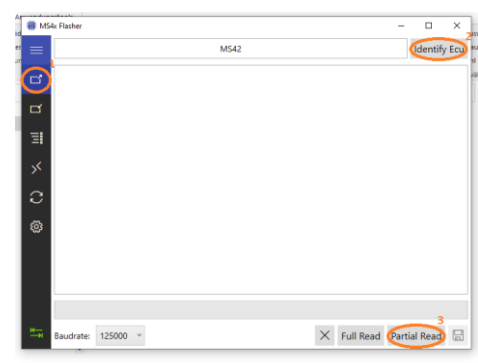 MS4x Flasher
2
MS42
Identify Ecu
1
3
Baudrate: 125000
Full Read
Partial Read